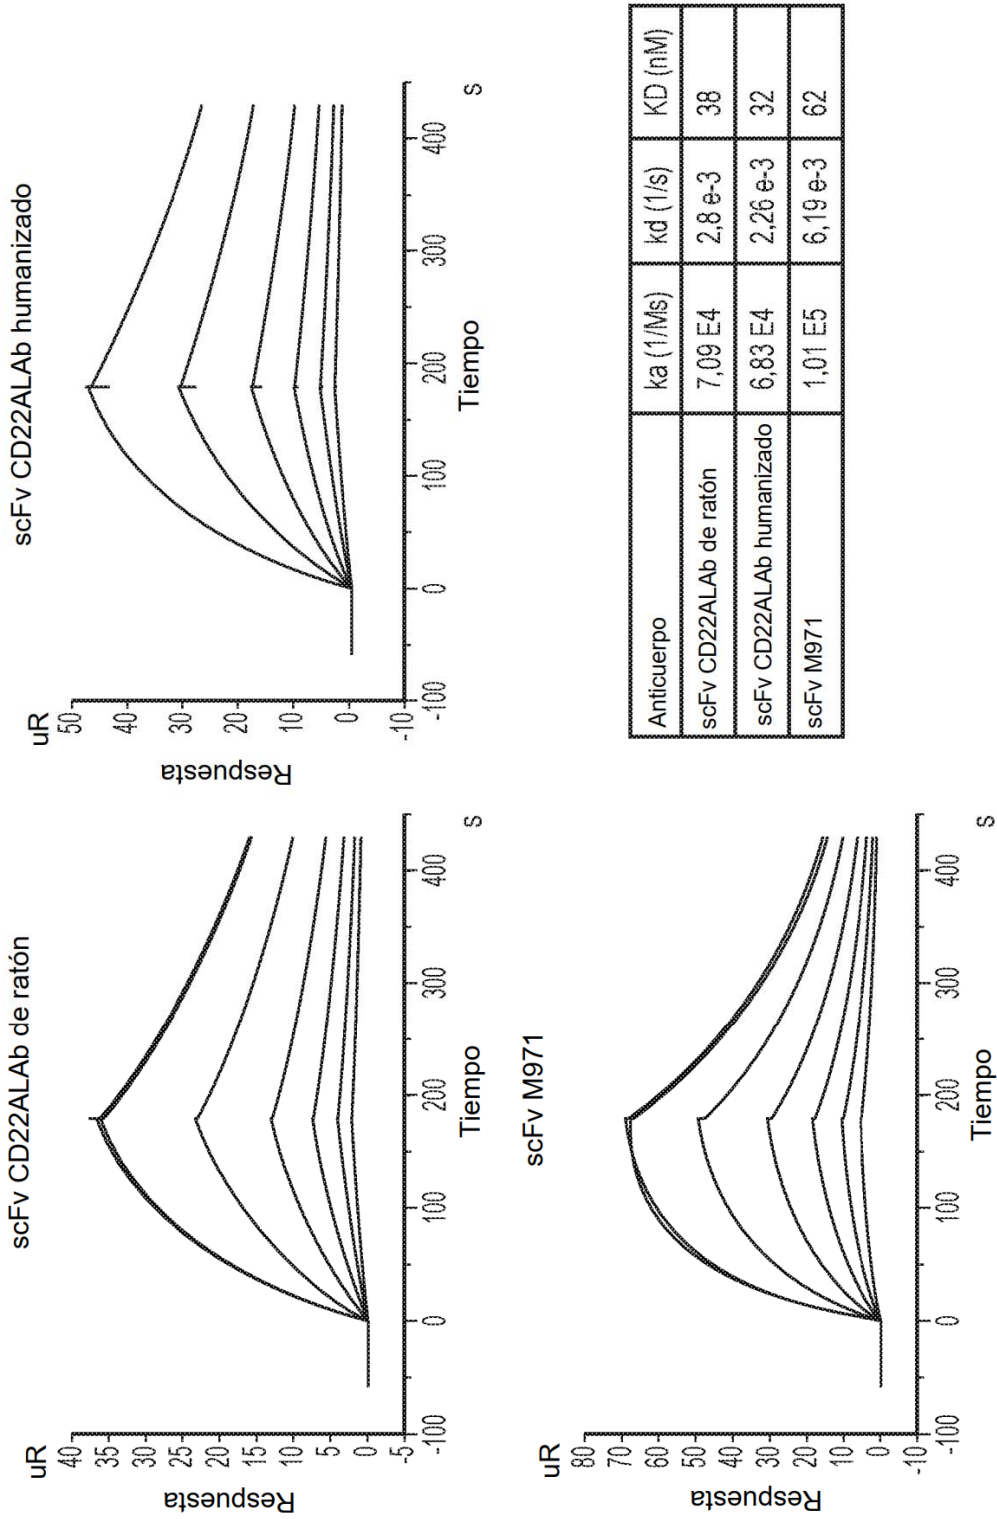 scFv CD22ALAb de ratón
uR
40
35
30
25
20
15
10
5
0
-5
Respuesta
-100
0
100
200
300
400
Tiempo
s
scFv CD22ALAb humanizado
uR
50
40
30
20
10
0
-10
Respuesta
-100
0
100
200
300
400
Tiempo
s
scFv M971
uR
80
70
60
50
40
30
20
10
0
-10
Respuesta
-100
0
100
200
300
400
Tiempo
s
Anticuerpo ka (1/Ms) kd (1/s) KD (nM)
scFv CD22ALAb de ratón 7,09 E4 2,8 e-3 38
scFv CD22ALAb humanizado 6,83 E4 2,26 e-3 32
scFv M971 1,01 E5 6,19 e-3 62